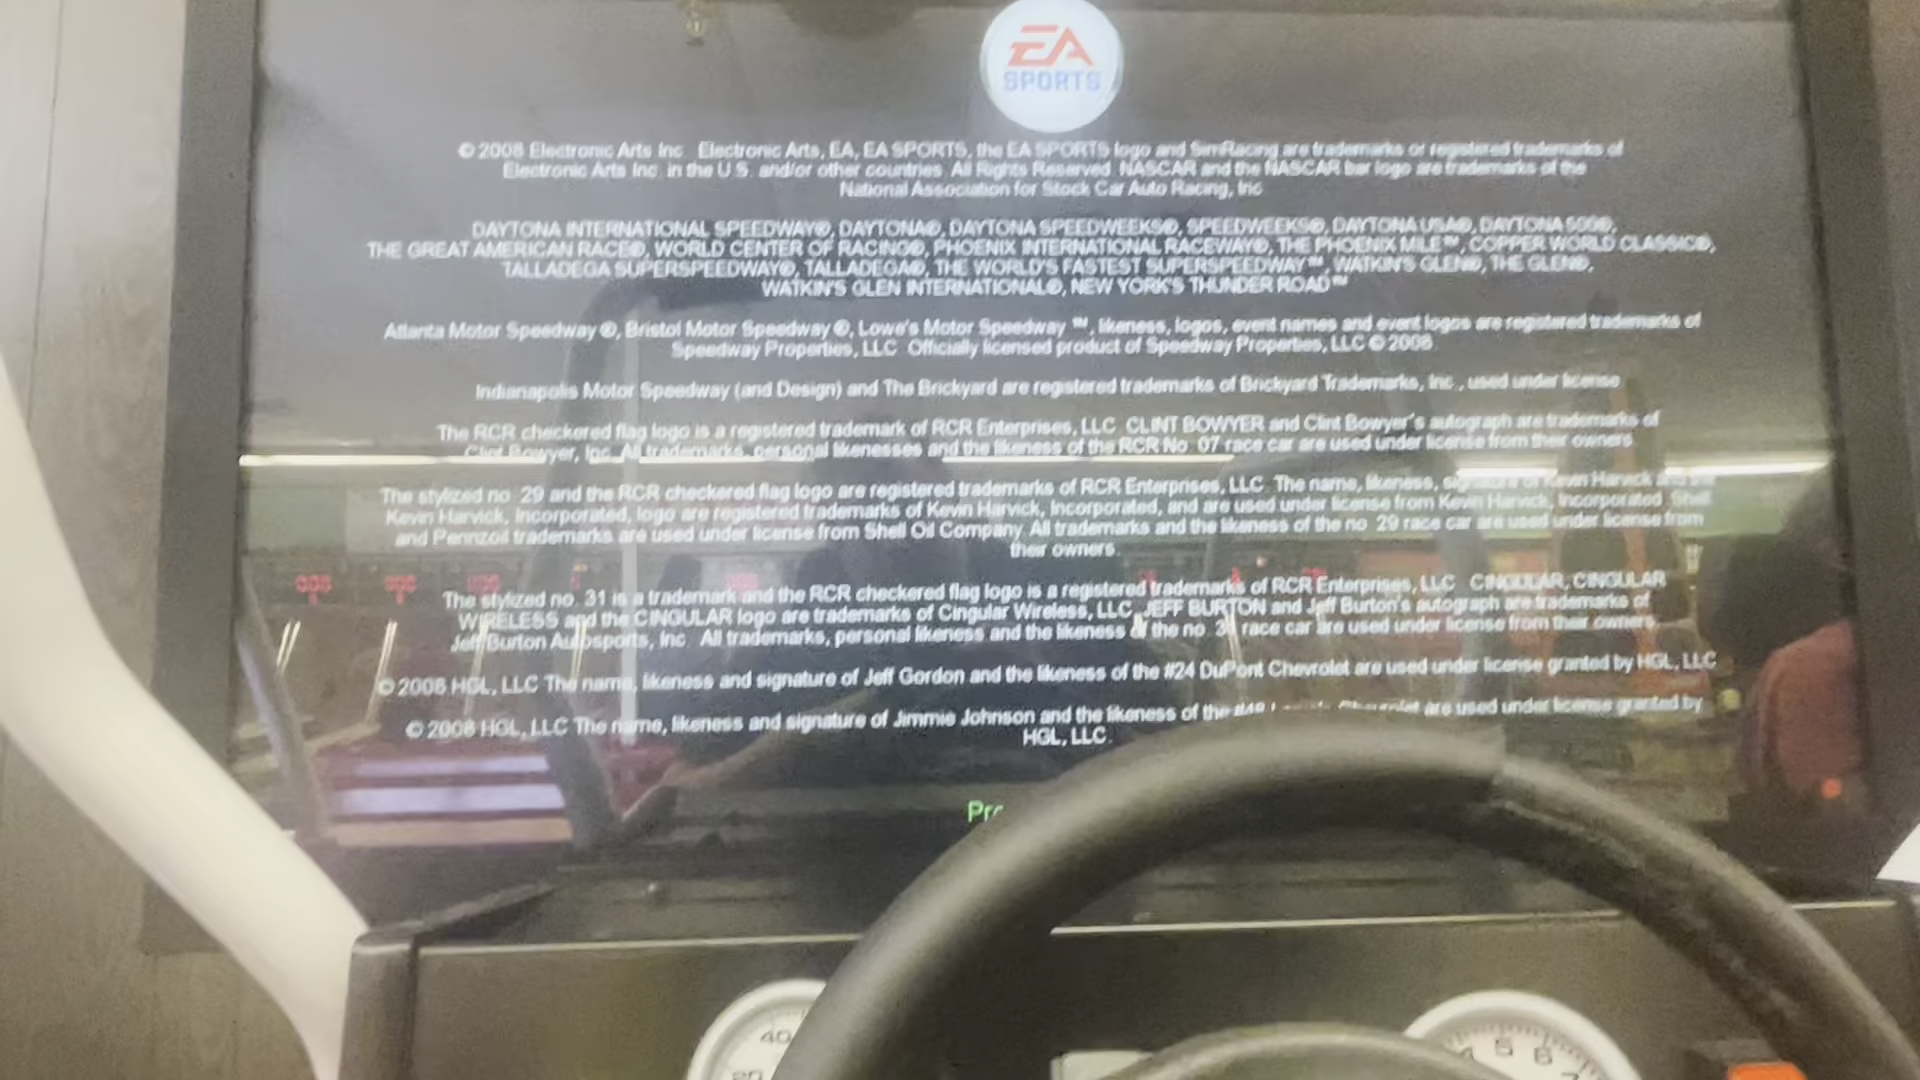 EA
SPORTS
© 2008 Electronic Arts Inc. Electronic Arts, EA, EA SPORTS, the EA SPORTS logo and SimRacing are trademarks or registered trademarks of
Electronic Arts Inc. in the U.S. and/or other countries. All Rights Reserved. NASCAR and the NASCAR bar logo are trademarks of the
National Association for Stock Car Auto Racing, Inc
DAYTONA INTERNATIONAL SPEEDWAY®, DAYTONA®, DAYTONA SPEEDWEEKS®, SPEEDWEEKS®, DAYTONA USA®, DAYTONA 500®,
THE GREAT AMERICAN RACE®, WORLD CENTER OF RACING®, PHOENIX INTERNATIONAL RACEWAY®, THE PHOENIX MILE™, COPPER WORLD CLASSIC®,
TALLADEGA SUPERSPEEDWAY®, TALLADEGA®, THE WORLD'S FASTEST SUPERSPEEDWAY™, WATKIN'S GLEN®, THE GLEN®,
WATKIN'S GLEN INTERNATIONAL®, NEW YORK'S THUNDER ROAD™
Atlanta Motor Speedway ®, Bristol Motor Speedway ®, Lowe's Motor Speedway ™, likeness, logos, event names and event logos are registered trademarks of
Speedway Properties, LLC. Officially licensed product of Speedway Properties, LLC © 2008
Indianapolis Motor Speedway (and Design) and The Brickyard are registered trademarks of Brickyard Trademarks, Inc., used under license
The RCR checkered flag logo is a registered trademark of RCR Enterprises, LLC. CLINT BOWYER and Clint Bowyer's autograph are trademarks of
Clint Bowyer, Inc. All trademarks, personal likenesses and the likeness of the RCR No. 07 race car are used under license from their owners
The stylized no. 29 and the RCR checkered flag logo are registered trademarks of RCR Enterprises, LLC. The name, likeness, signature of Kevin Harvick and the
Kevin Harvick, Incorporated, logo are registered trademarks of Kevin Harvick, Incorporated, and are used under license from Kevin Harvick, Incorporated. Shell
and Pennzoil trademarks are used under license from Shell Oil Company. All trademarks and the likeness of the no. 29 race car are used under license from
their owners.
The stylized no. 31 is a trademark and the RCR checkered flag logo is a registered trademark of RCR Enterprises, LLC. CINGULAR, CINGULAR
WIRELESS and the CINGULAR logo are trademarks of Cingular Wireless, LLC. JEFF BURTON and Jeff Burton's autograph are trademarks of
Jeff Burton Autosports, Inc. All trademarks, personal likeness and the likeness of the no. 31 race car are used under license from their owners.
© 2008 HGL, LLC The name, likeness and signature of Jeff Gordon and the likeness of the #24 DuPont Chevrolet are used under license granted by HGL, LLC
© 2008 HGL, LLC The name, likeness and signature of Jimmie Johnson and the likeness of the #48 Chevrolet are used under license granted by
HGL, LLC.
40
20
5 6